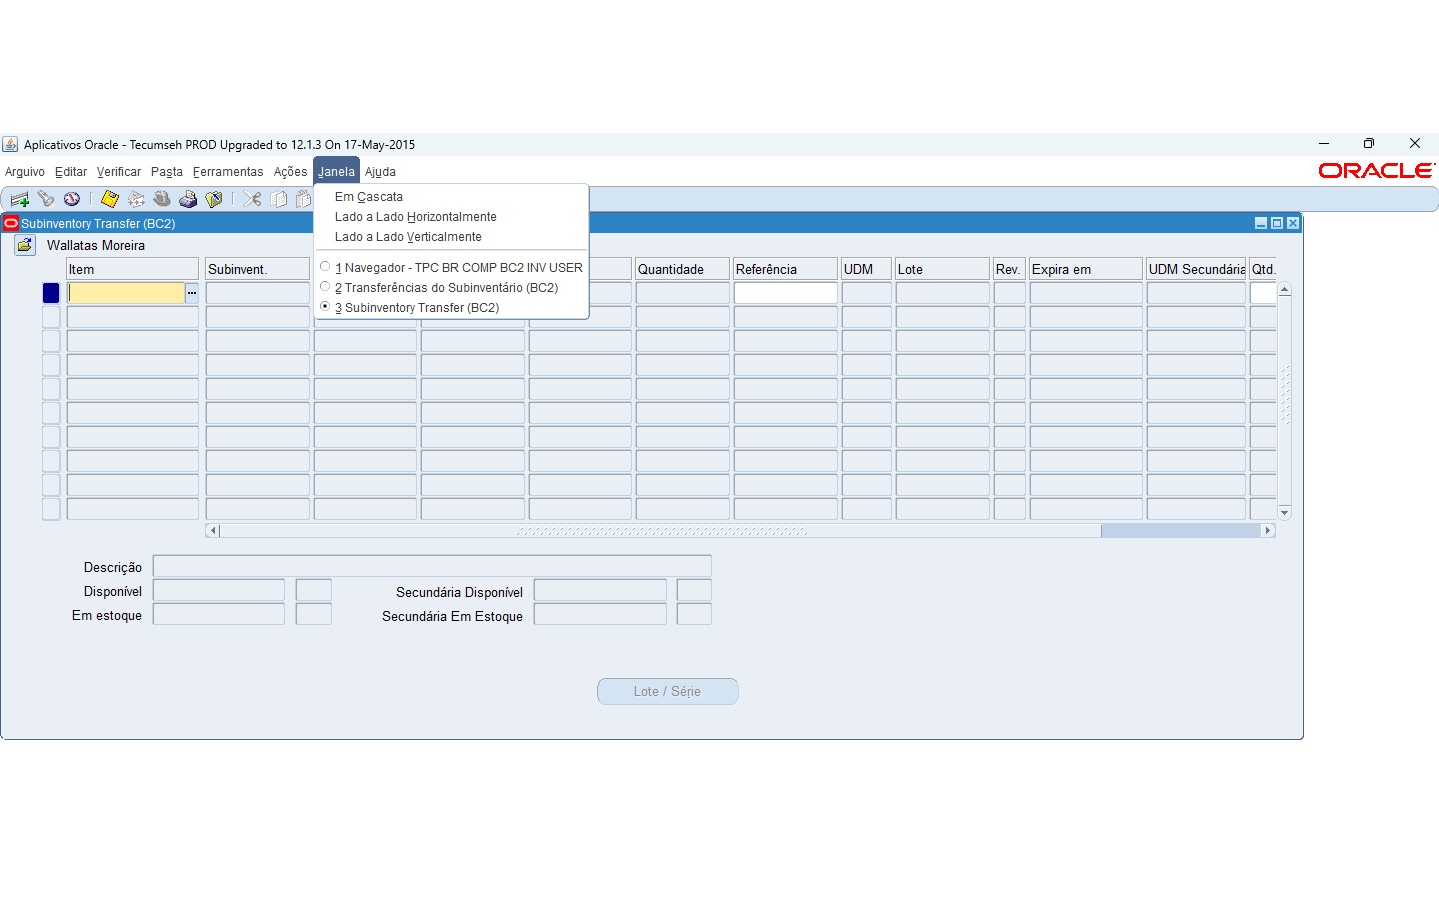 Aplicativos Oracle - Tecumseh PROD Upgraded to 12.1.3 On 17-May-2015
Arquivo Editar Verificar Pasta Ferramentas Ações Janela Ajuda
ORACLE
Em Cascata
Lado a Lado Horizontalmente
Lado a Lado Verticalmente
1 Navegador - TPC BR COMP BC2 INV USER
2 Transferências do Subinventário (BC2)
3 Subinventory Transfer (BC2)
Subinventory Transfer (BC2)
Wallatas Moreira
Item Subinvent. Quantidade Referência UDM Lote Rev. Expira em UDM Secundária Qtd.
Descrição
Disponível Secundária Disponível
Em estoque Secundária Em Estoque
Lote / Série